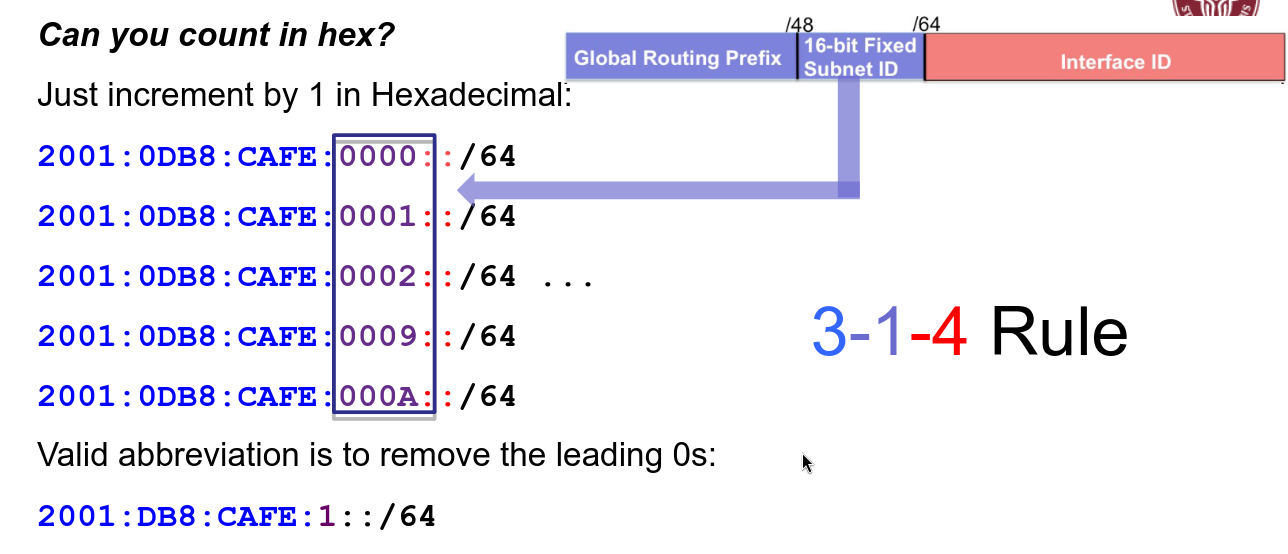 Can you count in hex?
/48
/64
Global Routing Prefix
16-bit Fixed
Subnet ID
Interface ID
Just increment by 1 in Hexadecimal:
2001:0DB8:CAFE:0000::/64
2001:0DB8:CAFE:0001::/64
2001:0DB8:CAFE:0002::/64 ...
2001:0DB8:CAFE:0009::/64
2001:0DB8:CAFE:000A::/64
3-1-4 Rule
Valid abbreviation is to remove the leading 0s:
2001:DB8:CAFE:1::/64